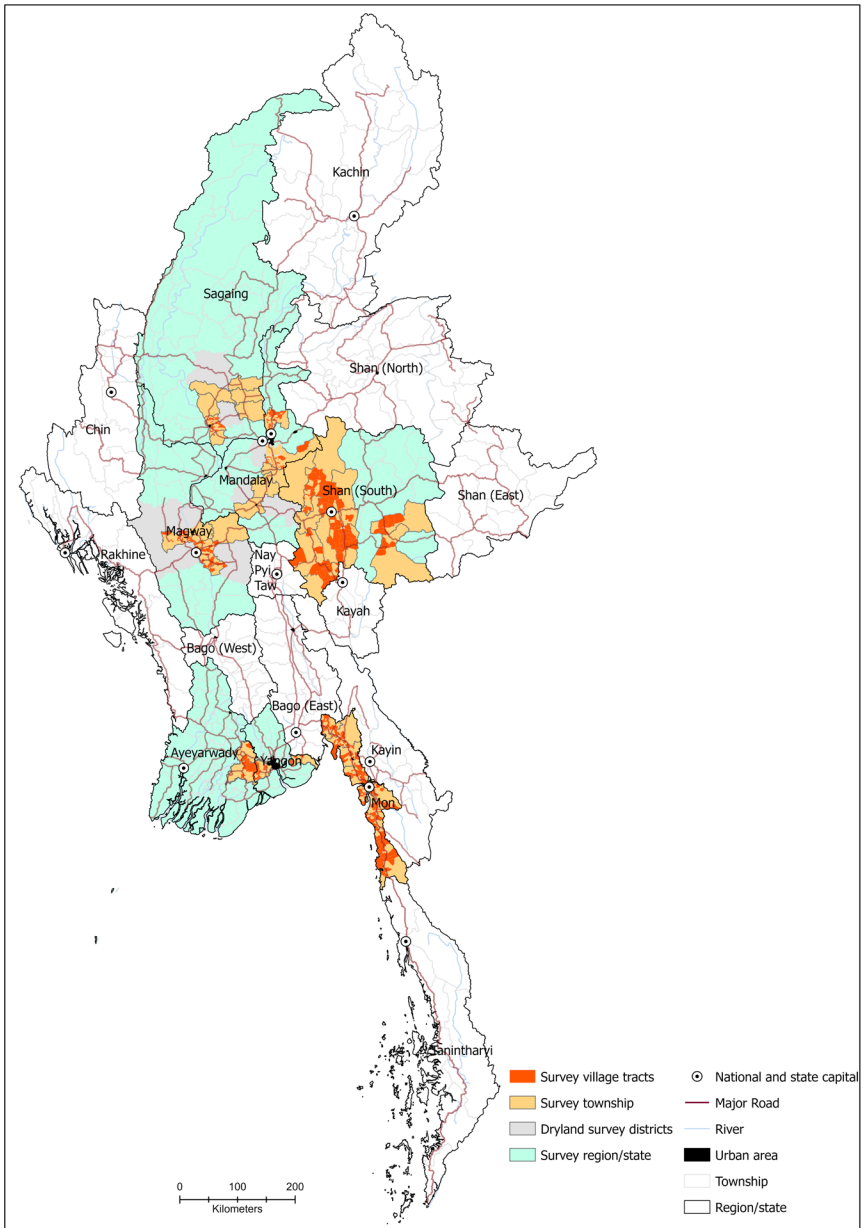 Kachin
Sagaing
Shan (North)
Chin
Mandalay
Shan (South)
Shan (East)
Magway
Rakhine
Nay
Pyi
Taw
Kayah
Bago (West)
Bago (East)
Ayeyarwady
Yangon
Kayin
Mon
Tanintharyi
Survey village tracts
Survey township
Dryland survey districts
Survey region/state
National and state capital
Major Road
River
Urban area
Township
Region/state
0 100 200
Kilometers